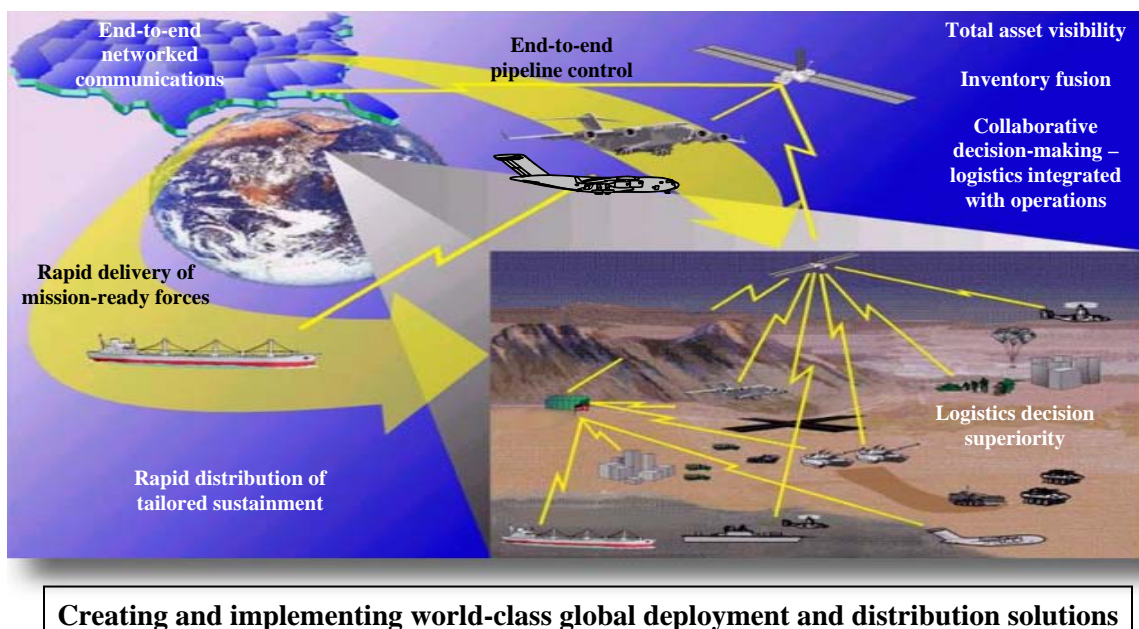 End-to-end
networked
communications
End-to-end
pipeline control
Total asset visibility
Inventory fusion
Collaborative
decision-making –
logistics integrated
with operations
Rapid delivery of
mission-ready forces
Logistics decision
superiority
Rapid distribution of
tailored sustainment
Creating and implementing world-class global deployment and distribution solutions